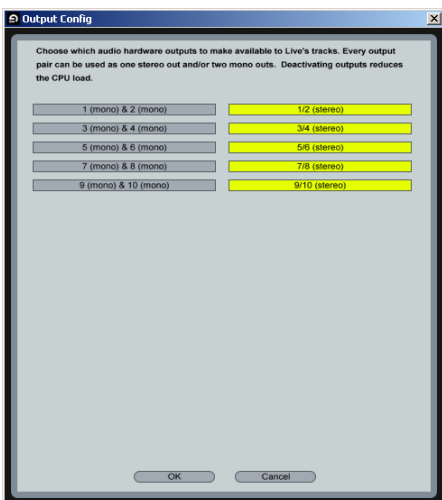 Output Config
Choose which audio hardware outputs to make available to Live's tracks. Every output
pair can be used as one stereo out and/or two mono outs. Deactivating outputs reduces
the CPU load.
1 (mono) & 2 (mono) 1/2 (stereo)
3 (mono) & 4 (mono) 3/4 (stereo)
5 (mono) & 6 (mono) 5/6 (stereo)
7 (mono) & 8 (mono) 7/8 (stereo)
9 (mono) & 10 (mono) 9/10 (stereo)
OK Cancel